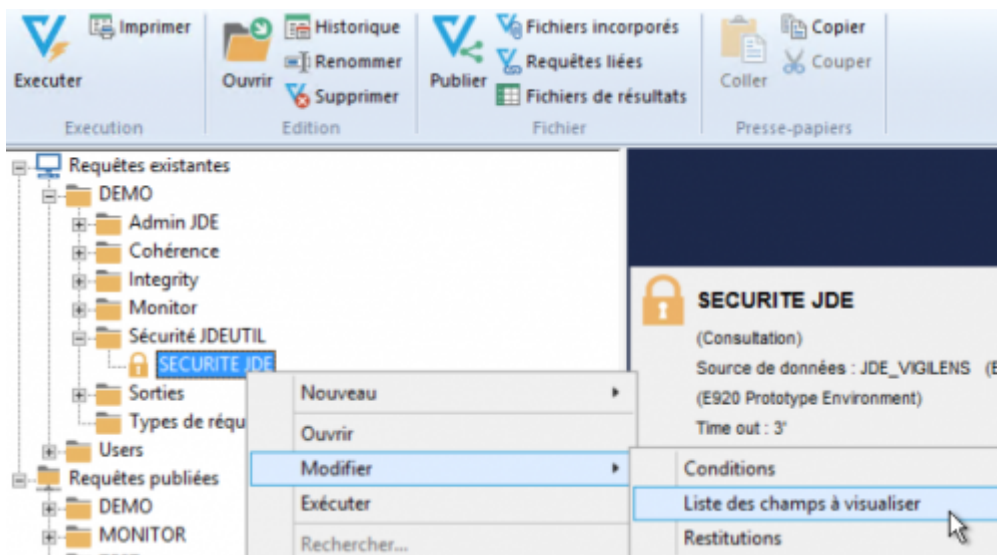 Imprimer
Executer
Execution
Ouvrir
Historique
Renommer
Supprimer
Edition
Publier
Fichiers incorporés
Requêtes liées
Fichiers de résultats
Fichier
Coller
Copier
Couper
Presse-papiers
Requêtes existantes
DEMO
Admin JDE
Cohérence
Integrity
Monitor
Sécurité JDEUTIL
SECURITE JDE
Sorties
Types de réqu
Users
Requêtes publiées
DEMO
MONITOR
Nouveau
Ouvrir
Modifier
Exécuter
Rechercher...
SECURITE JDE
(Consultation)
Source de données : JDE_VIGILENS (E
(E920 Prototype Environment)
Time out : 3'
Conditions
Liste des champs à visualiser
Restitutions